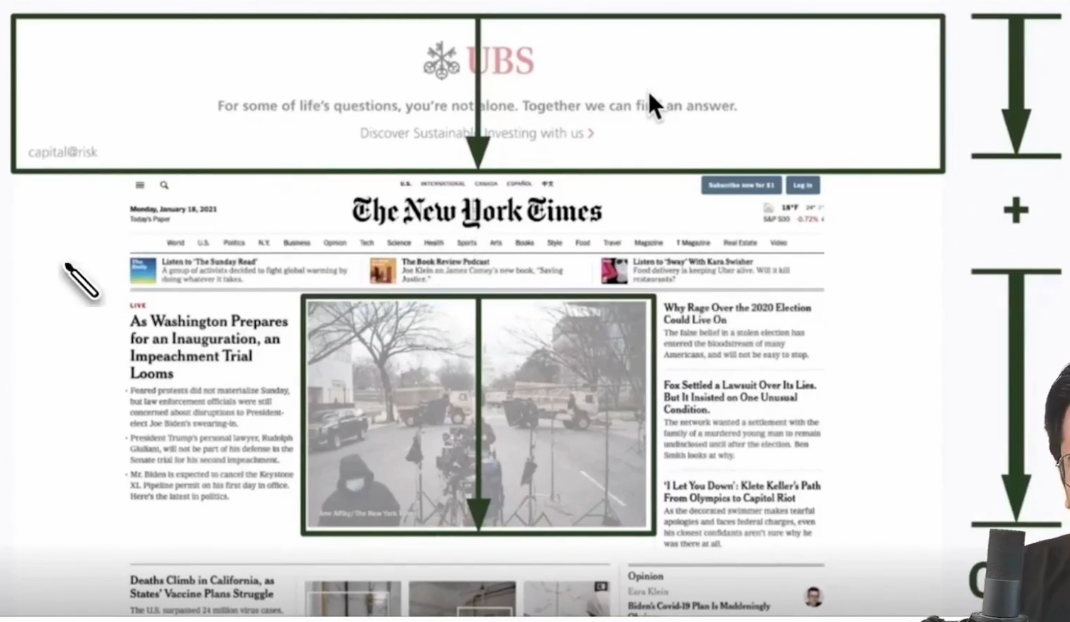 UBS
For some of life's questions, you're not alone. Together we can find an answer.
Discover Sustainable Investing with us >
capital@risk
+
U.S. INTERNATIONAL CANADA ESPAÑOL 中文
Subscribe now for $1 Log in
Monday, January 18, 2021
Today's Paper
The New York Times
18°F
S&P 500 -0.72%
World U.S. Politics N.Y. Business Opinion Tech Science Health Sports Arts Books Style Food Travel Magazine T Magazine Real Estate Video
The Daily
Listen to 'The Sunday Read'
A group of activists decided to fight global warming by
doing whatever it takes.
The Book Review Podcast
Joe Klein on James Comey's new book, "Saving
Justice."
Listen to 'Sway' With Kara Swisher
Food delivery is keeping Uber alive. Will it kill
restaurants?
LIVE
As Washington Prepares
for an Inauguration, an
Impeachment Trial
Looms
• Feared protests did not materialize Sunday,
but law enforcement officials were still
concerned about disruptions to President-
elect Joe Biden's swearing-in.
• President Trump's personal lawyer, Rudolph
Giuliani, will not be part of his defense in the
Senate trial for his second impeachment.
• Mr. Biden is expected to cancel the Keystone
XL Pipeline permit on his first day in office.
Here's the latest in politics.
/The New York
Why Rage Over the 2020 Election
Could Live On
The false belief in a stolen election has
entered the bloodstream of many
Americans, and will not be easy to stop.
Fox Settled a Lawsuit Over Its Lies.
But It Insisted on One Unusual
Condition.
The network wanted a settlement with the
family of a murdered young man to remain
undisclosed until after the election. Ben
Smith looks at why.
'I Let You Down': Klete Keller's Path
From Olympics to Capitol Riot
As the decorated swimmer makes tearful
apologies and faces federal charges, even
his closest confidants aren't sure why he
was there at all.
Deaths Climb in California, as
States' Vaccine Plans Struggle
The U.S. surpassed 24 million virus cases.
Opinion
Ezra Klein
Biden's Covid-19 Plan Is Maddeningly